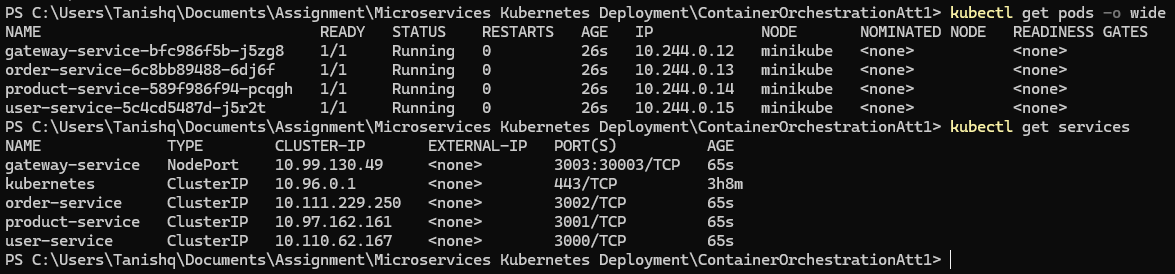 PS C:\Users\Tanishq\Documents\Assignment\Microservices Kubernetes Deployment\ContainerOrchestrationAtt1> kubectl get pods -o wide
NAME                               READY   STATUS    RESTARTS   AGE   IP            NODE       NOMINATED NODE   READINESS GATES
gateway-service-bfc986f5b-j5zg8    1/1     Running   0          26s   10.244.0.12   minikube   <none>           <none>
order-service-6c8bb89488-6dj6f     1/1     Running   0          26s   10.244.0.13   minikube   <none>           <none>
product-service-589f986f94-pcqgh   1/1     Running   0          26s   10.244.0.14   minikube   <none>           <none>
user-service-5c4cd5487d-j5r2t      1/1     Running   0          26s   10.244.0.15   minikube   <none>           <none>
PS C:\Users\Tanishq\Documents\Assignment\Microservices Kubernetes Deployment\ContainerOrchestrationAtt1> kubectl get services
NAME              TYPE        CLUSTER-IP       EXTERNAL-IP   PORT(S)          AGE
gateway-service   NodePort    10.99.130.49     <none>        3003:30003/TCP   65s
kubernetes        ClusterIP   10.96.0.1        <none>        443/TCP          3h8m
order-service     ClusterIP   10.111.229.250   <none>        3002/TCP         65s
product-service   ClusterIP   10.97.162.161    <none>        3001/TCP         65s
user-service      ClusterIP   10.110.62.167    <none>        3000/TCP         65s
PS C:\Users\Tanishq\Documents\Assignment\Microservices Kubernetes Deployment\ContainerOrchestrationAtt1>